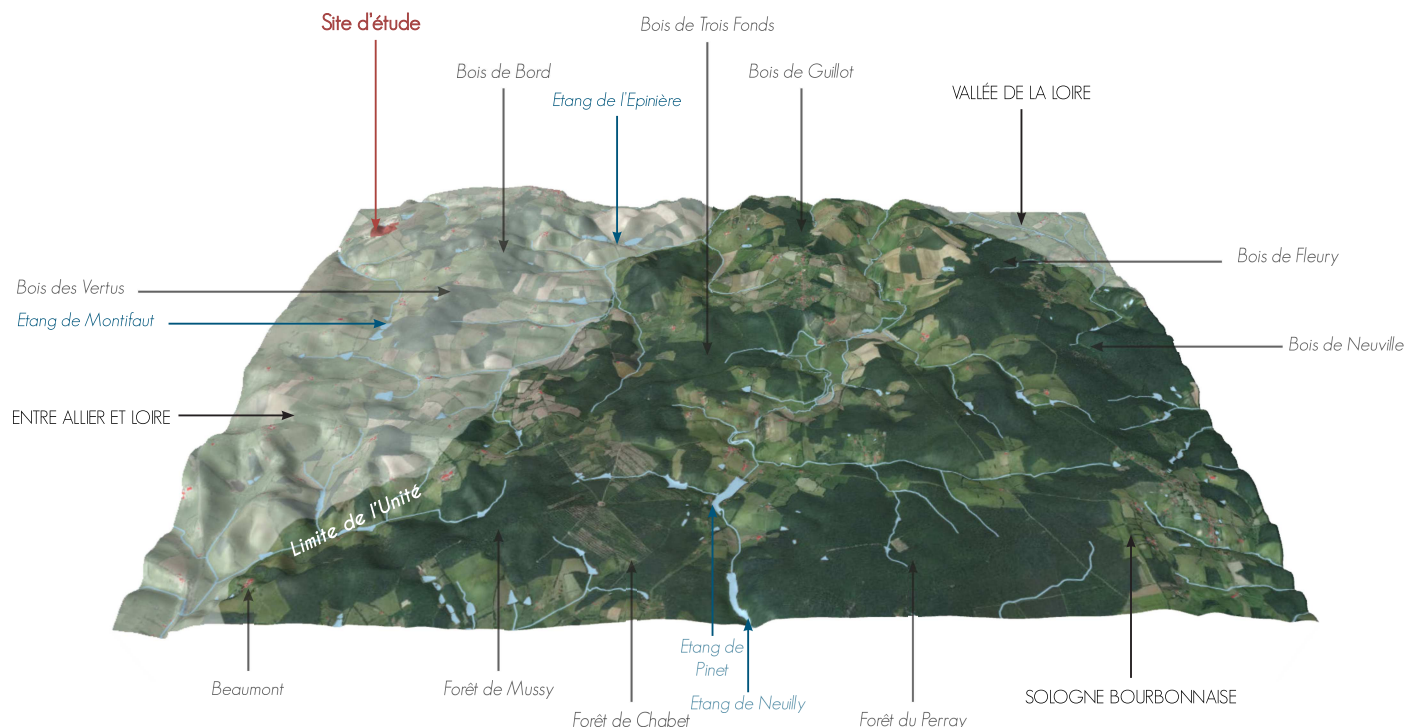 Site d'étude
Bois de Trois Fonds
Bois de Bord
Bois de Guillot
Etang de l'Epinière
VALLÉE DE LA LOIRE
Bois de Fleury
Bois des Vertus
Etang de Montifaut
Bois de Neuville
ENTRE ALLIER ET LOIRE
Limite de l'Unité
Etang de
Pinet
Beaumont
Forêt de Mussy
SOLOGNE BOURBONNAISE
Etang de Neuilly
Forêt de Chabet
Forêt du Perray